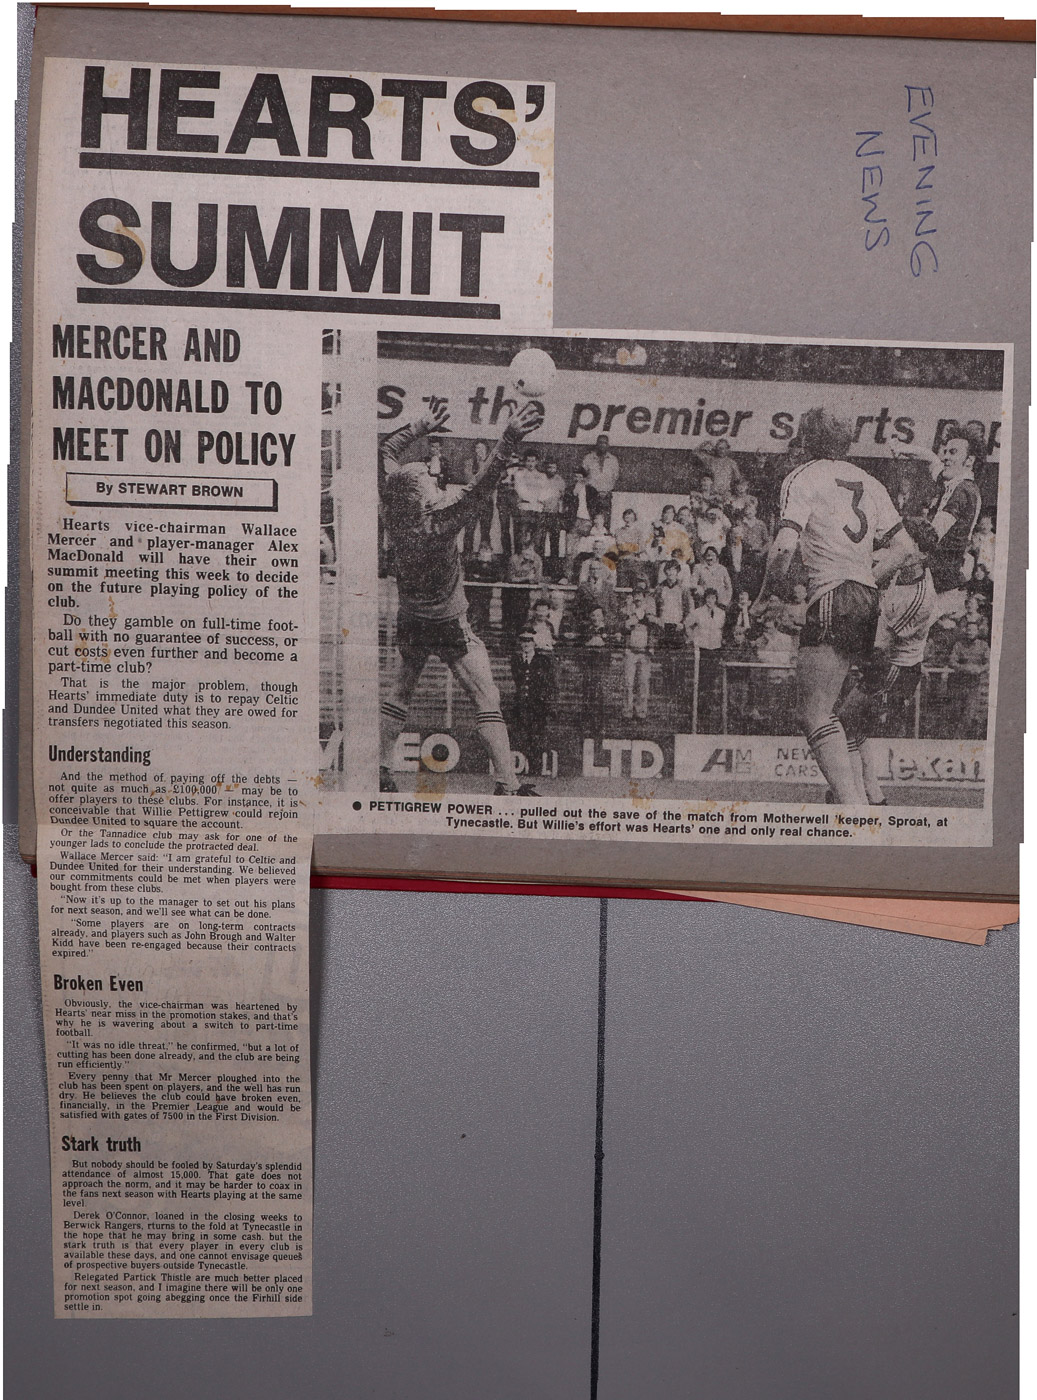 HEARTS'
SUMMIT
MERCER AND
MACDONALD TO
MEET ON POLICY
By STEWART BROWN
Hearts vice-chairman Wallace
Mercer and player-manager Alex
MacDonald will have their own
summit meeting this week to decide
on the future playing policy of the
club.
Do they gamble on full-time foot-
ball with no guarantee of success, or
cut costs even further and become a
part-time club?
That is the major problem, though
Hearts' immediate duty is to repay Celtic
and Dundee United what they are owed for
transfers negotiated this season.
Understanding
And the method of paying off the debts —
not quite as much as £100,000 — may be to
offer players to these clubs. For instance, it is
conceivable that Willie Pettigrew could rejoin
Dundee United to square the account.
Or the Tannadice club may ask for one of the
younger lads to conclude the protracted deal.
Wallace Mercer said: "I am grateful to Celtic and
Dundee United for their understanding. We believed
our commitments could be met when players were
bought from these clubs.
"Now it's up to the manager to set out his plans
for next season, and we'll see what can be done.
"Some players are on long-term contracts
already, and players such as John Brough and Walter
Kidd have been re-engaged because their contracts
expired."
Broken Even
Obviously, the vice-chairman was heartened by
Hearts' near miss in the promotion stakes, and that's
why he is wavering about a switch to part-time
football.
"It was no idle threat," he confirmed, "but a lot of
cutting has been done already, and the club are being
run efficiently."
Every penny that Mr Mercer ploughed into the
club has been spent on players, and the well has run
dry. He believes the club could have broken even,
financially, in the Premier League and would be
satisfied with gates of 7500 in the First Division.
Stark truth
But nobody should be fooled by Saturday's splendid
attendance of almost 15,000. That gate does not
approach the norm, and it may be harder to coax in
the fans next season with Hearts playing at the same
level.
Derek O'Connor, loaned in the closing weeks to
Berwick Rangers, rturns to the fold at Tynecastle in
the hope that he may bring in some cash. but the
stark truth is that every player in every club is
available these days, and one cannot envisage queues
of prospective buyers outside Tynecastle.
Relegated Partick Thistle are much better placed
for next season, and I imagine there will be only one
promotion spot going abegging once the Firhill side
settle in.
EVENING
NEWS
the premier sports pap
3
EO
LTD
NEW
CARS
lexan
● PETTIGREW POWER ... pulled out the save of the match from Motherwell 'keeper, Sproat, at
Tynecastle. But Willie's effort was Hearts' one and only real chance.